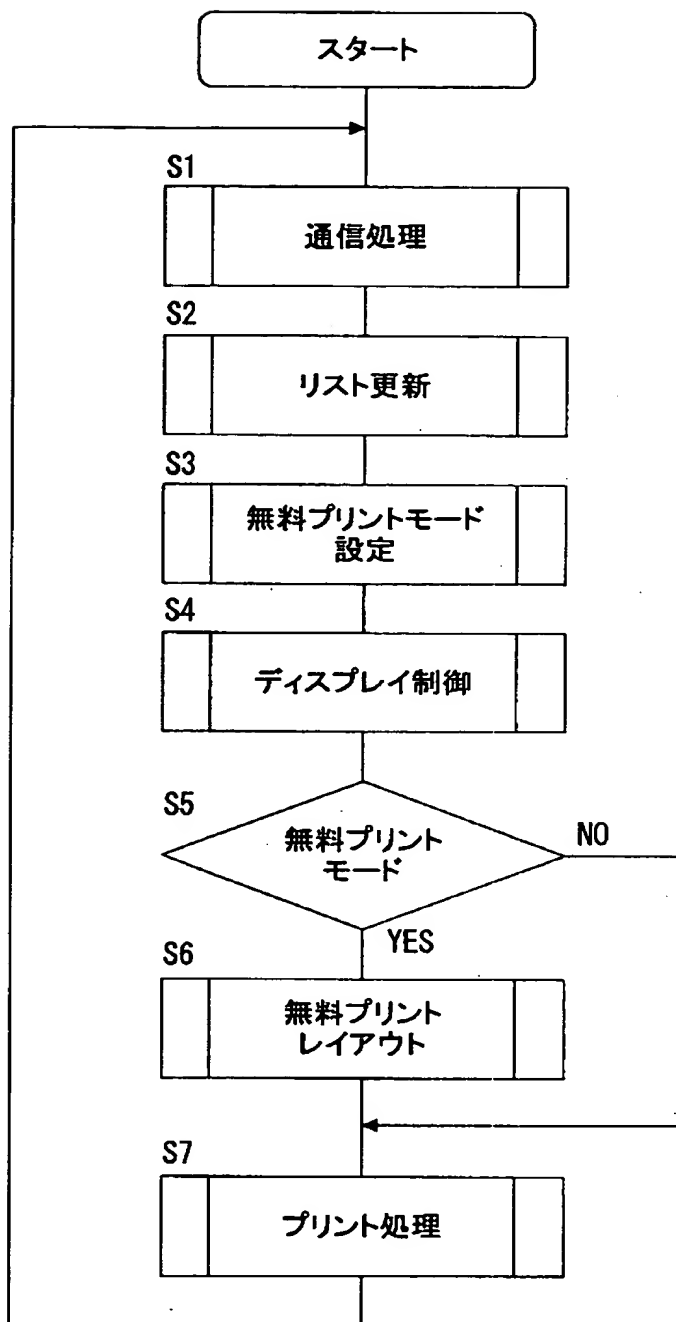 スタート
S1
通信処理
S2
リスト更新
S3
無料プリントモード
設定
S4
ディスプレイ制御
S5
無料プリント
モード
NO
YES
S6
無料プリント
レイアウト
S7
プリント処理